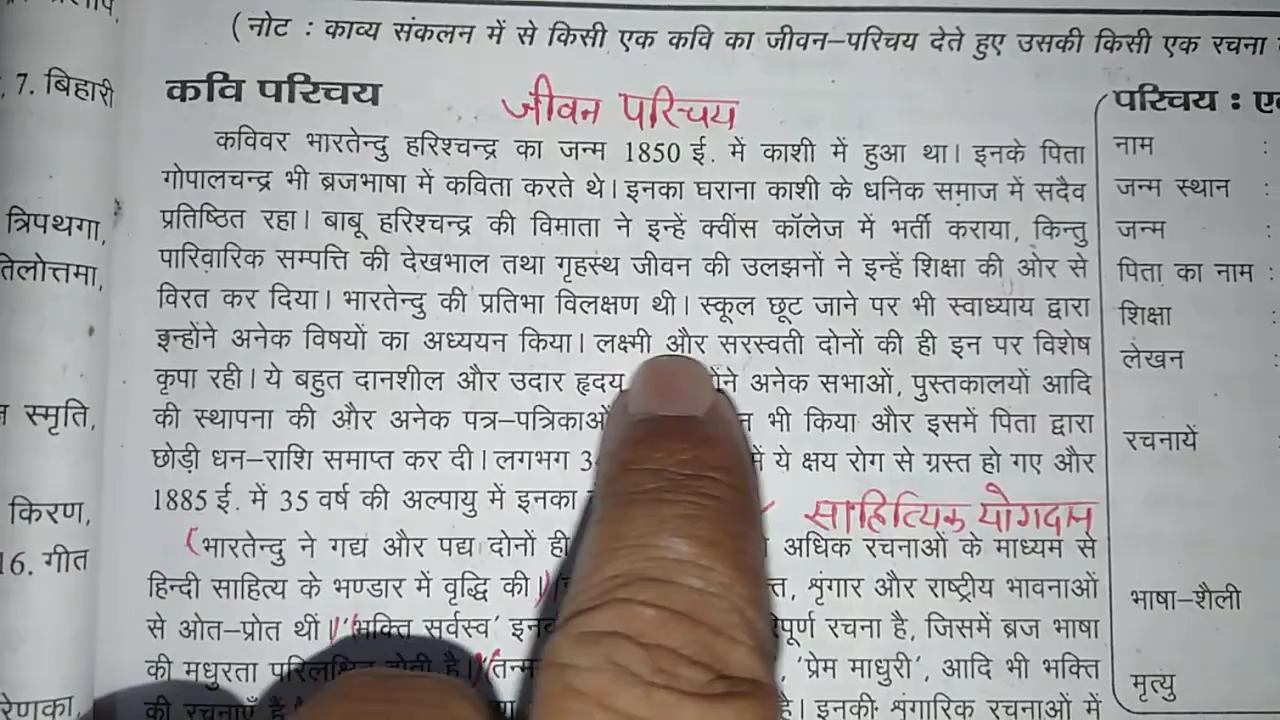 (नोट : काव्य संकलन में से किसी एक कवि का जीवन–परिचय देते हुए उसकी किसी एक रचना
7. बिहारी
त्रिपथगा,
तिलोत्तमा,
स्मृति,
किरण,
16. गीत
रेणुका,
कवि परिचय
जीवन परिचय
कविवर भारतेन्दु हरिश्चन्द्र का जन्म 1850 ई. में काशी में हुआ था। इनके पिता
गोपालचन्द्र भी ब्रजभाषा में कविता करते थे। इनका घराना काशी के धनिक समाज में सदैव
प्रतिष्ठित रहा। बाबू हरिश्चन्द्र की विमाता ने इन्हें क्वींस कॉलेज में भर्ती कराया, किन्तु
पारिवारिक सम्पत्ति की देखभाल तथा गृहस्थ जीवन की उलझनों ने इन्हें शिक्षा की ओर से
विरत कर दिया। भारतेन्दु की प्रतिभा विलक्षण थी। स्कूल छूट जाने पर भी स्वाध्याय द्वारा
इन्होंने अनेक विषयों का अध्ययन किया। लक्ष्मी और सरस्वती दोनों की ही इन पर विशेष
कृपा रही। ये बहुत दानशील और उदार हृदय अनेक सभाओं, पुस्तकालयों आदि
की स्थापना की और अनेक पत्र–पत्रिकाओं भी किया और इसमें पिता द्वारा
छोड़ी धन–राशि समाप्त कर दी। लगभग में ये क्षय रोग से ग्रस्त हो गए और
1885 ई. में 35 वर्ष की अल्पायु में इनका
साहित्यिक योगदान
(भारतेन्दु ने गद्य और पद्य दोनों ही अधिक रचनाओं के माध्यम से
हिन्दी साहित्य के भण्डार में वृद्धि की। श्रृंगार और राष्ट्रीय भावनाओं
से ओत–प्रोत थीं। 'भक्ति सर्वस्व' रचना है, जिसमें ब्रज भाषा
की मधुरता परिलक्षित होती है। 'प्रेम माधुरी', आदि भी भक्ति
की रचनाएँ हैं। है। इनकी श्रृंगारिक रचनाओं में
परिचय :
नाम :
जन्म स्थान :
जन्म :
पिता का नाम :
शिक्षा :
लेखन :
रचनायें :
भाषा–शैली
मृत्यु